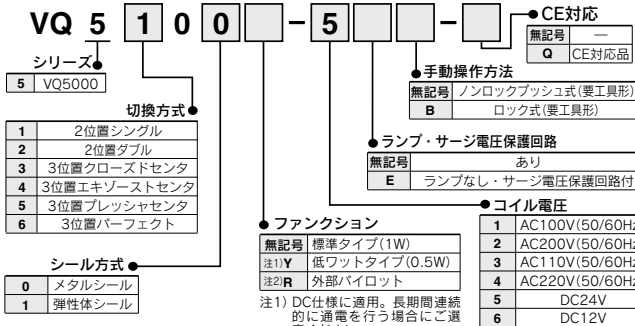 VQ 5 1 0 0 - 5 -
CE対応
無記号 —
Q CE対応品
手動操作方法
無記号 ノンロックプッシュ式(要工具形)
B ロック式(要工具形)
ランプ・サージ電圧保護回路
無記号 あり
E ランプなし・サージ電圧保護回路付
コイル電圧
1 AC100V(50/60Hz
2 AC200V(50/60Hz
3 AC110V(50/60Hz
4 AC220V(50/60Hz
5 DC24V
6 DC12V
シリーズ
5 VQ5000
切換方式
1 2位置シングル
2 2位置ダブル
3 3位置クローズドセンタ
4 3位置エキゾーストセンタ
5 3位置プレッシャセンタ
6 3位置パーフェクト
シール方式
0 メタルシール
1 弾性体シール
ファンクション
無記号 標準タイプ(1W)
注1)Y 低ワットタイプ(0.5W)
注2)R 外部パイロット
注1) DC仕様に適用。長期間連続
的に通電を行う場合にご選